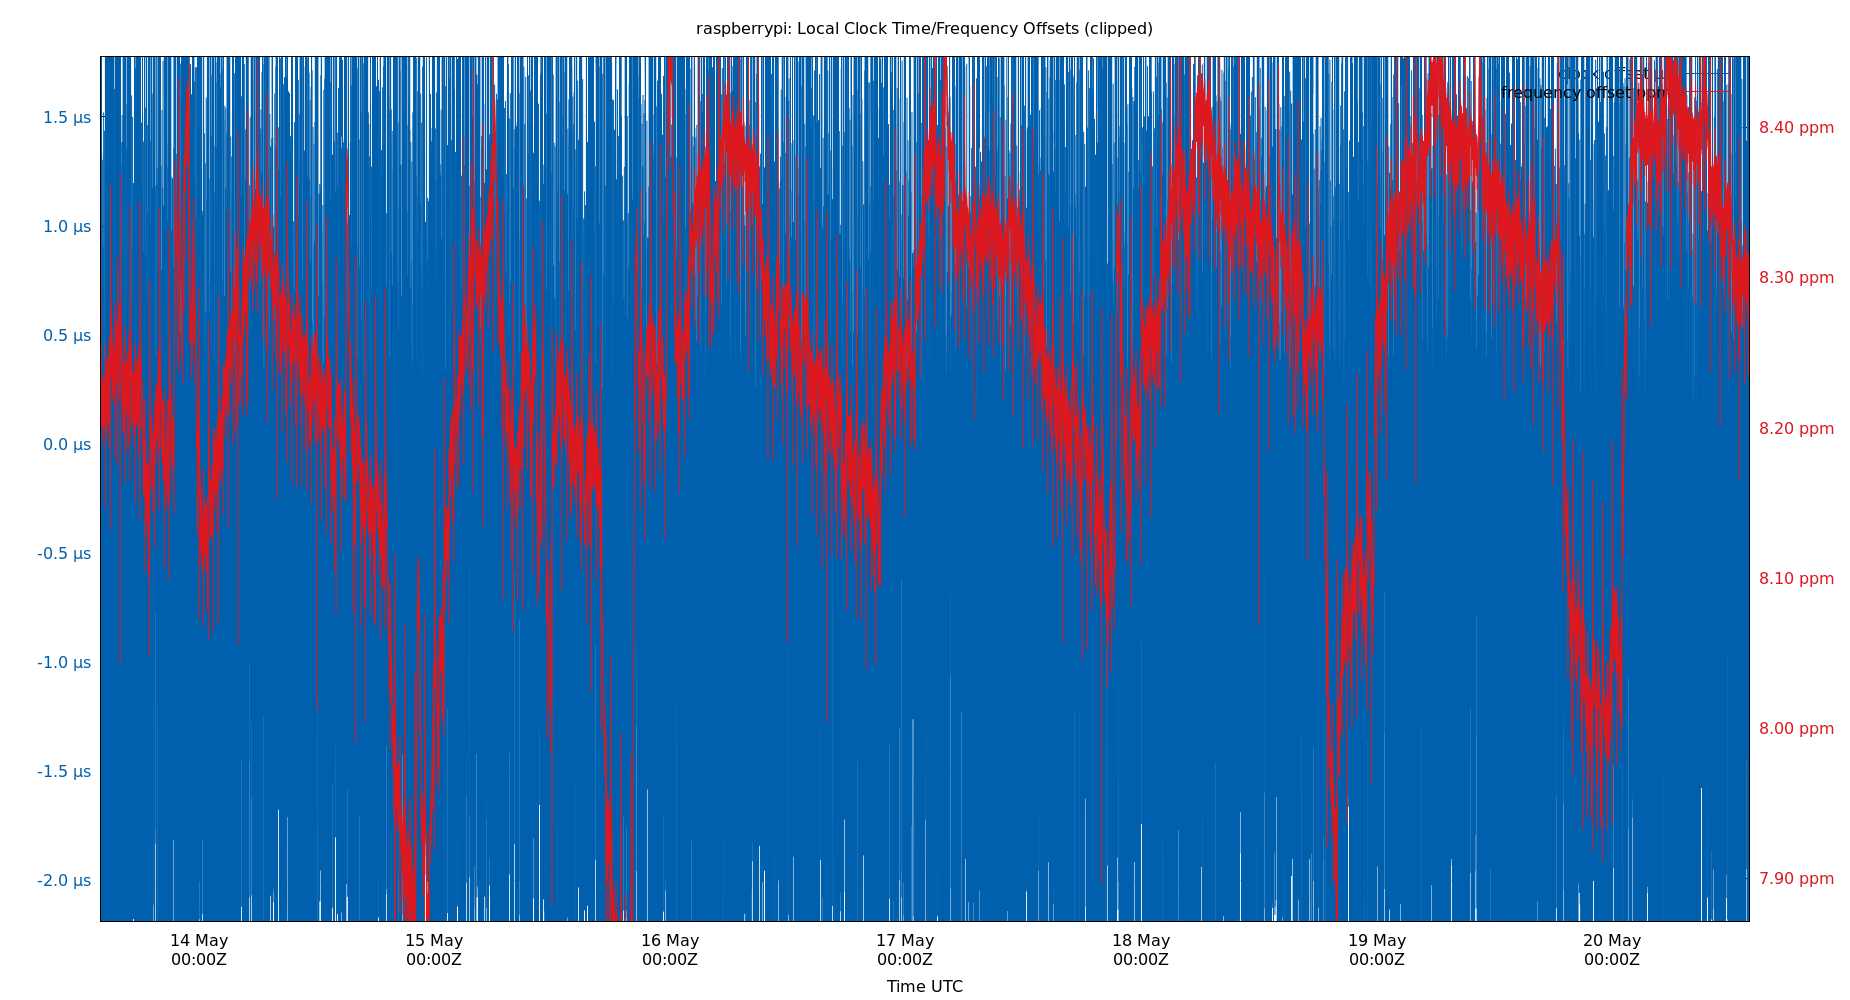 raspberrypi: Local Clock Time/Frequency Offsets (clipped)
clock offset µs
frequency offset ppm
1.5 µs
1.0 µs
0.5 µs
0.0 µs
-0.5 µs
-1.0 µs
-1.5 µs
-2.0 µs
8.40 ppm
8.30 ppm
8.20 ppm
8.10 ppm
8.00 ppm
7.90 ppm
14 May 15 May 16 May 17 May 18 May 19 May 20 May
00:00Z 00:00Z 00:00Z 00:00Z 00:00Z 00:00Z 00:00Z
Time UTC